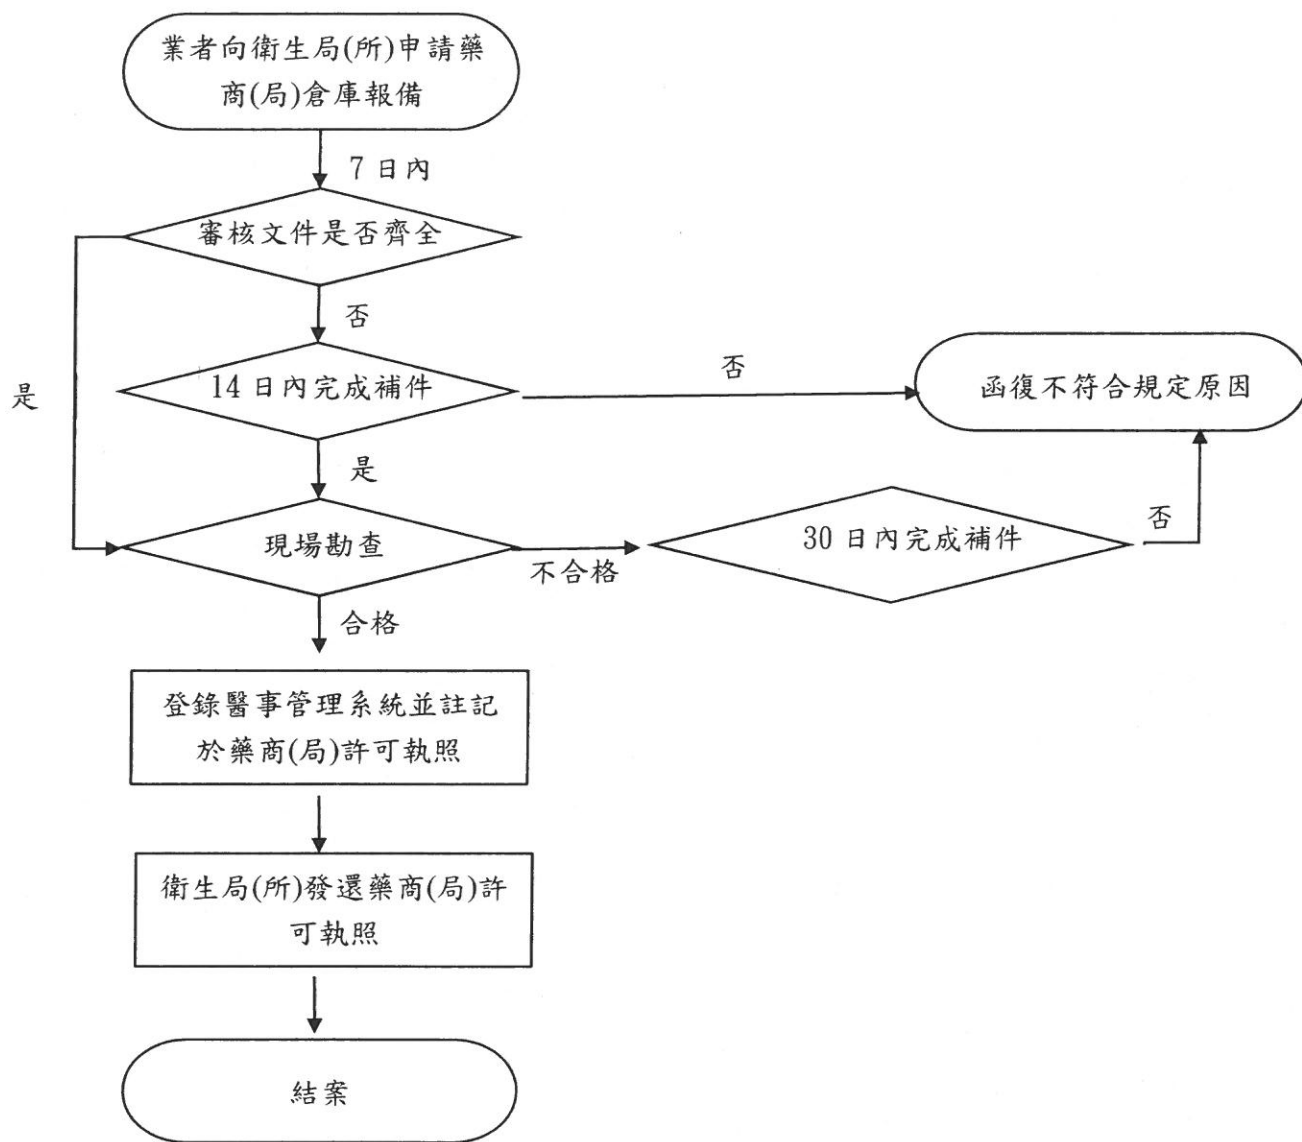 業者向衛生局(所)申請藥
商(局)倉庫報備
7 日內
審核文件是否齊全
否
是
14 日內完成補件
否
函復不符合規定原因
是
現場勘查
不合格
30 日內完成補件
否
合格
登錄醫事管理系統並註記
於藥商(局)許可執照
衛生局(所)發還藥商(局)許
可執照
結案